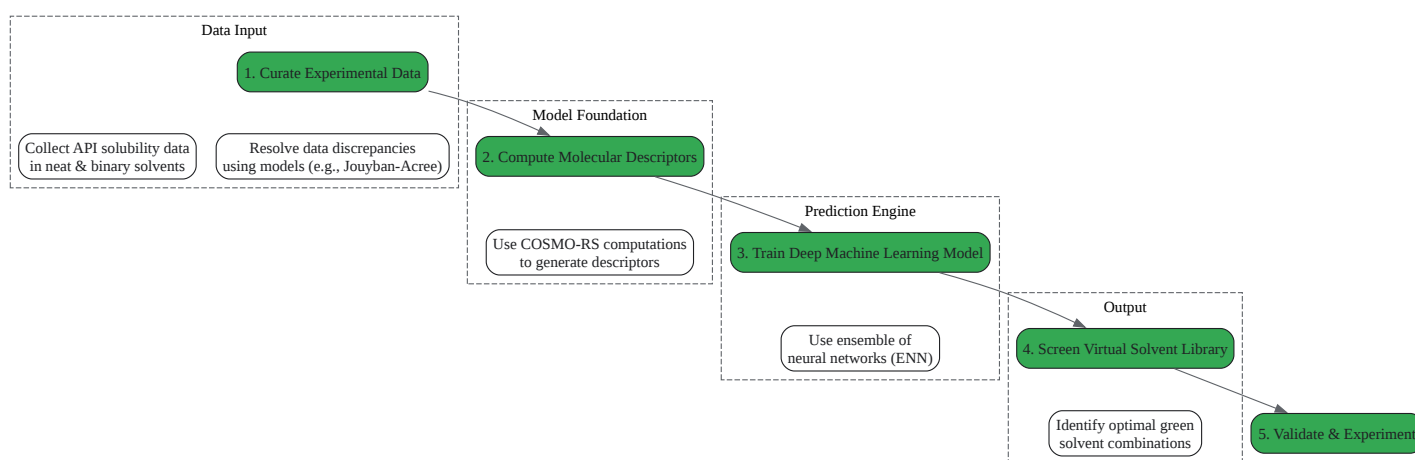 Data Input
1. Curate Experimental Data
Collect API solubility data
in neat & binary solvents
Resolve data discrepancies
using models (e.g., Jouyban-Acree)
Model Foundation
2. Compute Molecular Descriptors
Use COSMO-RS computations
to generate descriptors
Prediction Engine
3. Train Deep Machine Learning Model
Use ensemble of
neural networks (ENN)
Output
4. Screen Virtual Solvent Library
Identify optimal green
solvent combinations
5. Validate & Experiment